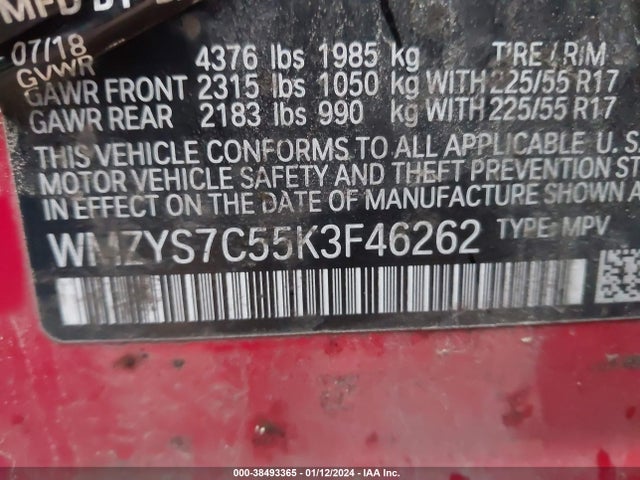 MFD BY
07/18
GVWR 4376 lbs 1985 kg TIRE / RIM
GAWR FRONT 2315 lbs 1050 kg WITH 225/55 R17
GAWR REAR 2183 lbs 990 kg WITH 225/55 R17
THIS VEHICLE CONFORMS TO ALL APPLICABLE U.S.
MOTOR VEHICLE SAFETY AND THEFT PREVENTION ST
IN EFFECT ON THE DATE OF MANUFACTURE SHOWN
WMZYS7C55K3F46262 TYPE: MPV
000-38493365 - 01/12/2024 - IAA Inc.